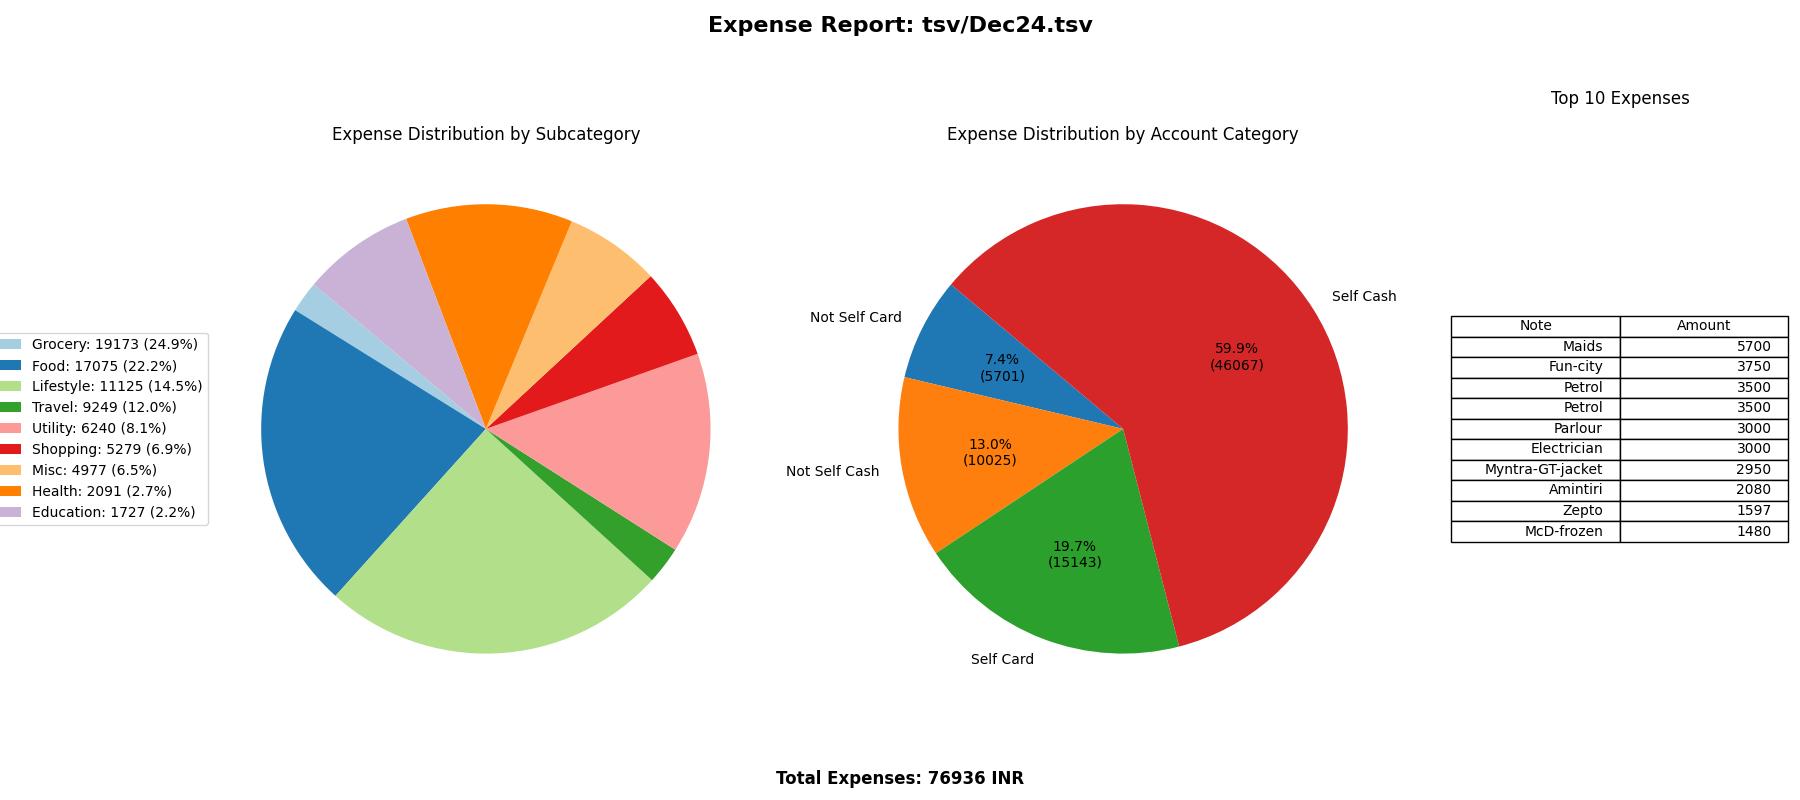 Expense Report: tsv/Dec24.tsv
Expense Distribution by Subcategory
Grocery: 19173 (24.9%)
Food: 17075 (22.2%)
Lifestyle: 11125 (14.5%)
Travel: 9249 (12.0%)
Utility: 6240 (8.1%)
Shopping: 5279 (6.9%)
Misc: 4977 (6.5%)
Health: 2091 (2.7%)
Education: 1727 (2.2%)
Expense Distribution by Account Category
Not Self Card
7.4%
(5701)
Not Self Cash
13.0%
(10025)
Self Card
19.7%
(15143)
Self Cash
59.9%
(46067)
Top 10 Expenses
Note Amount
Maids 5700
Fun-city 3750
Petrol 3500
Petrol 3500
Parlour 3000
Electrician 3000
Myntra-GT-jacket 2950
Amintiri 2080
Zepto 1597
McD-frozen 1480
Total Expenses: 76936 INR